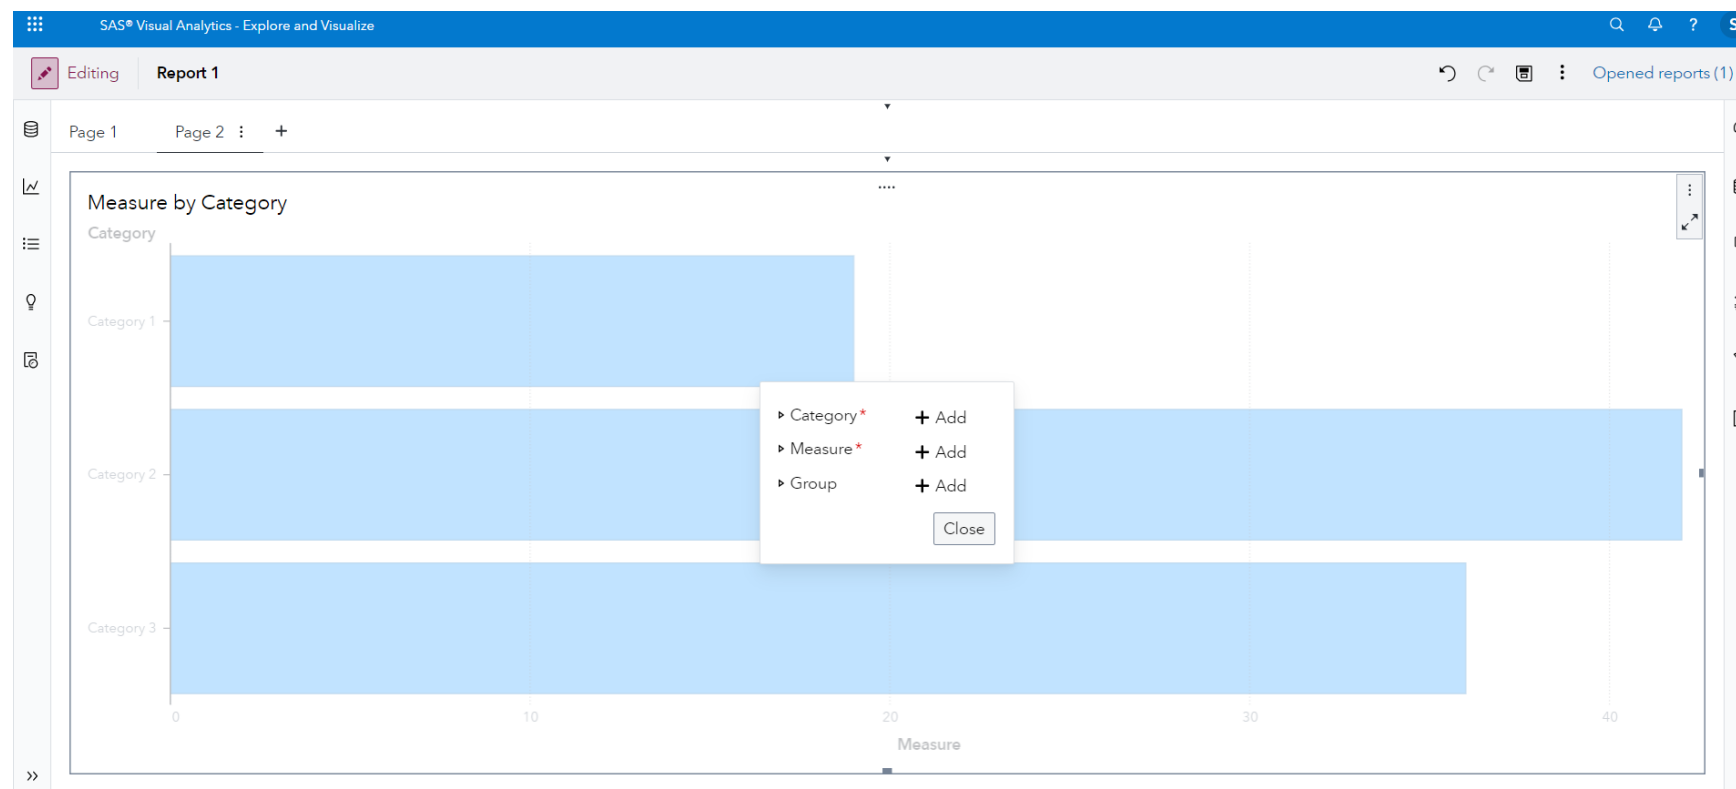 SAS® Visual Analytics - Explore and Visualize
?
Editing
Report 1
Opened reports (1)
Page 1
Page 2
Measure by Category
Category
Category 1
Category 2
Category 3
Category*
+ Add
Measure*
+ Add
Group
+ Add
Close
0
10
20
30
40
Measure